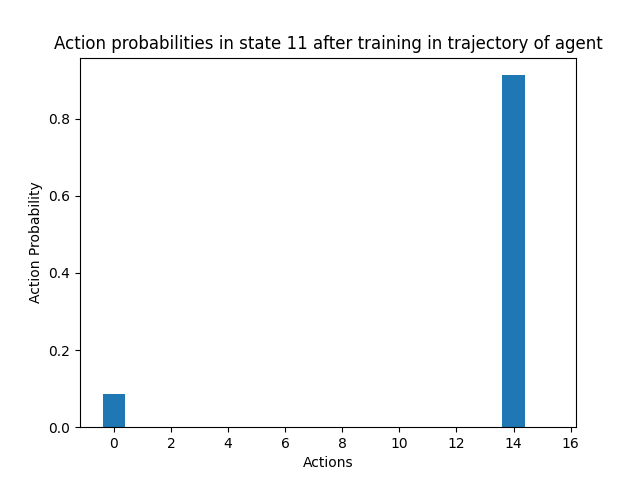 Action probabilities in state 11 after training in trajectory of agent
Action Probability
0.8
0.6
0.4
0.2
0.0
0 2 4 6 8 10 12 14 16
Actions